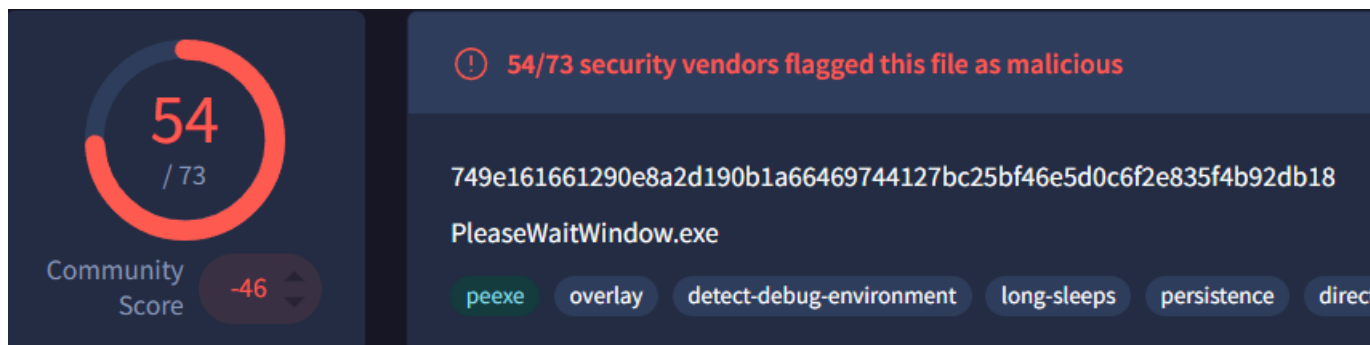 54
/ 73
Community
Score
-46
54/73 security vendors flagged this file as malicious
749e161661290e8a2d190b1a66469744127bc25bf46e5d0c6f2e835f4b92db18
PleaseWaitWindow.exe
peexe overlay detect-debug-environment long-sleeps persistence direc